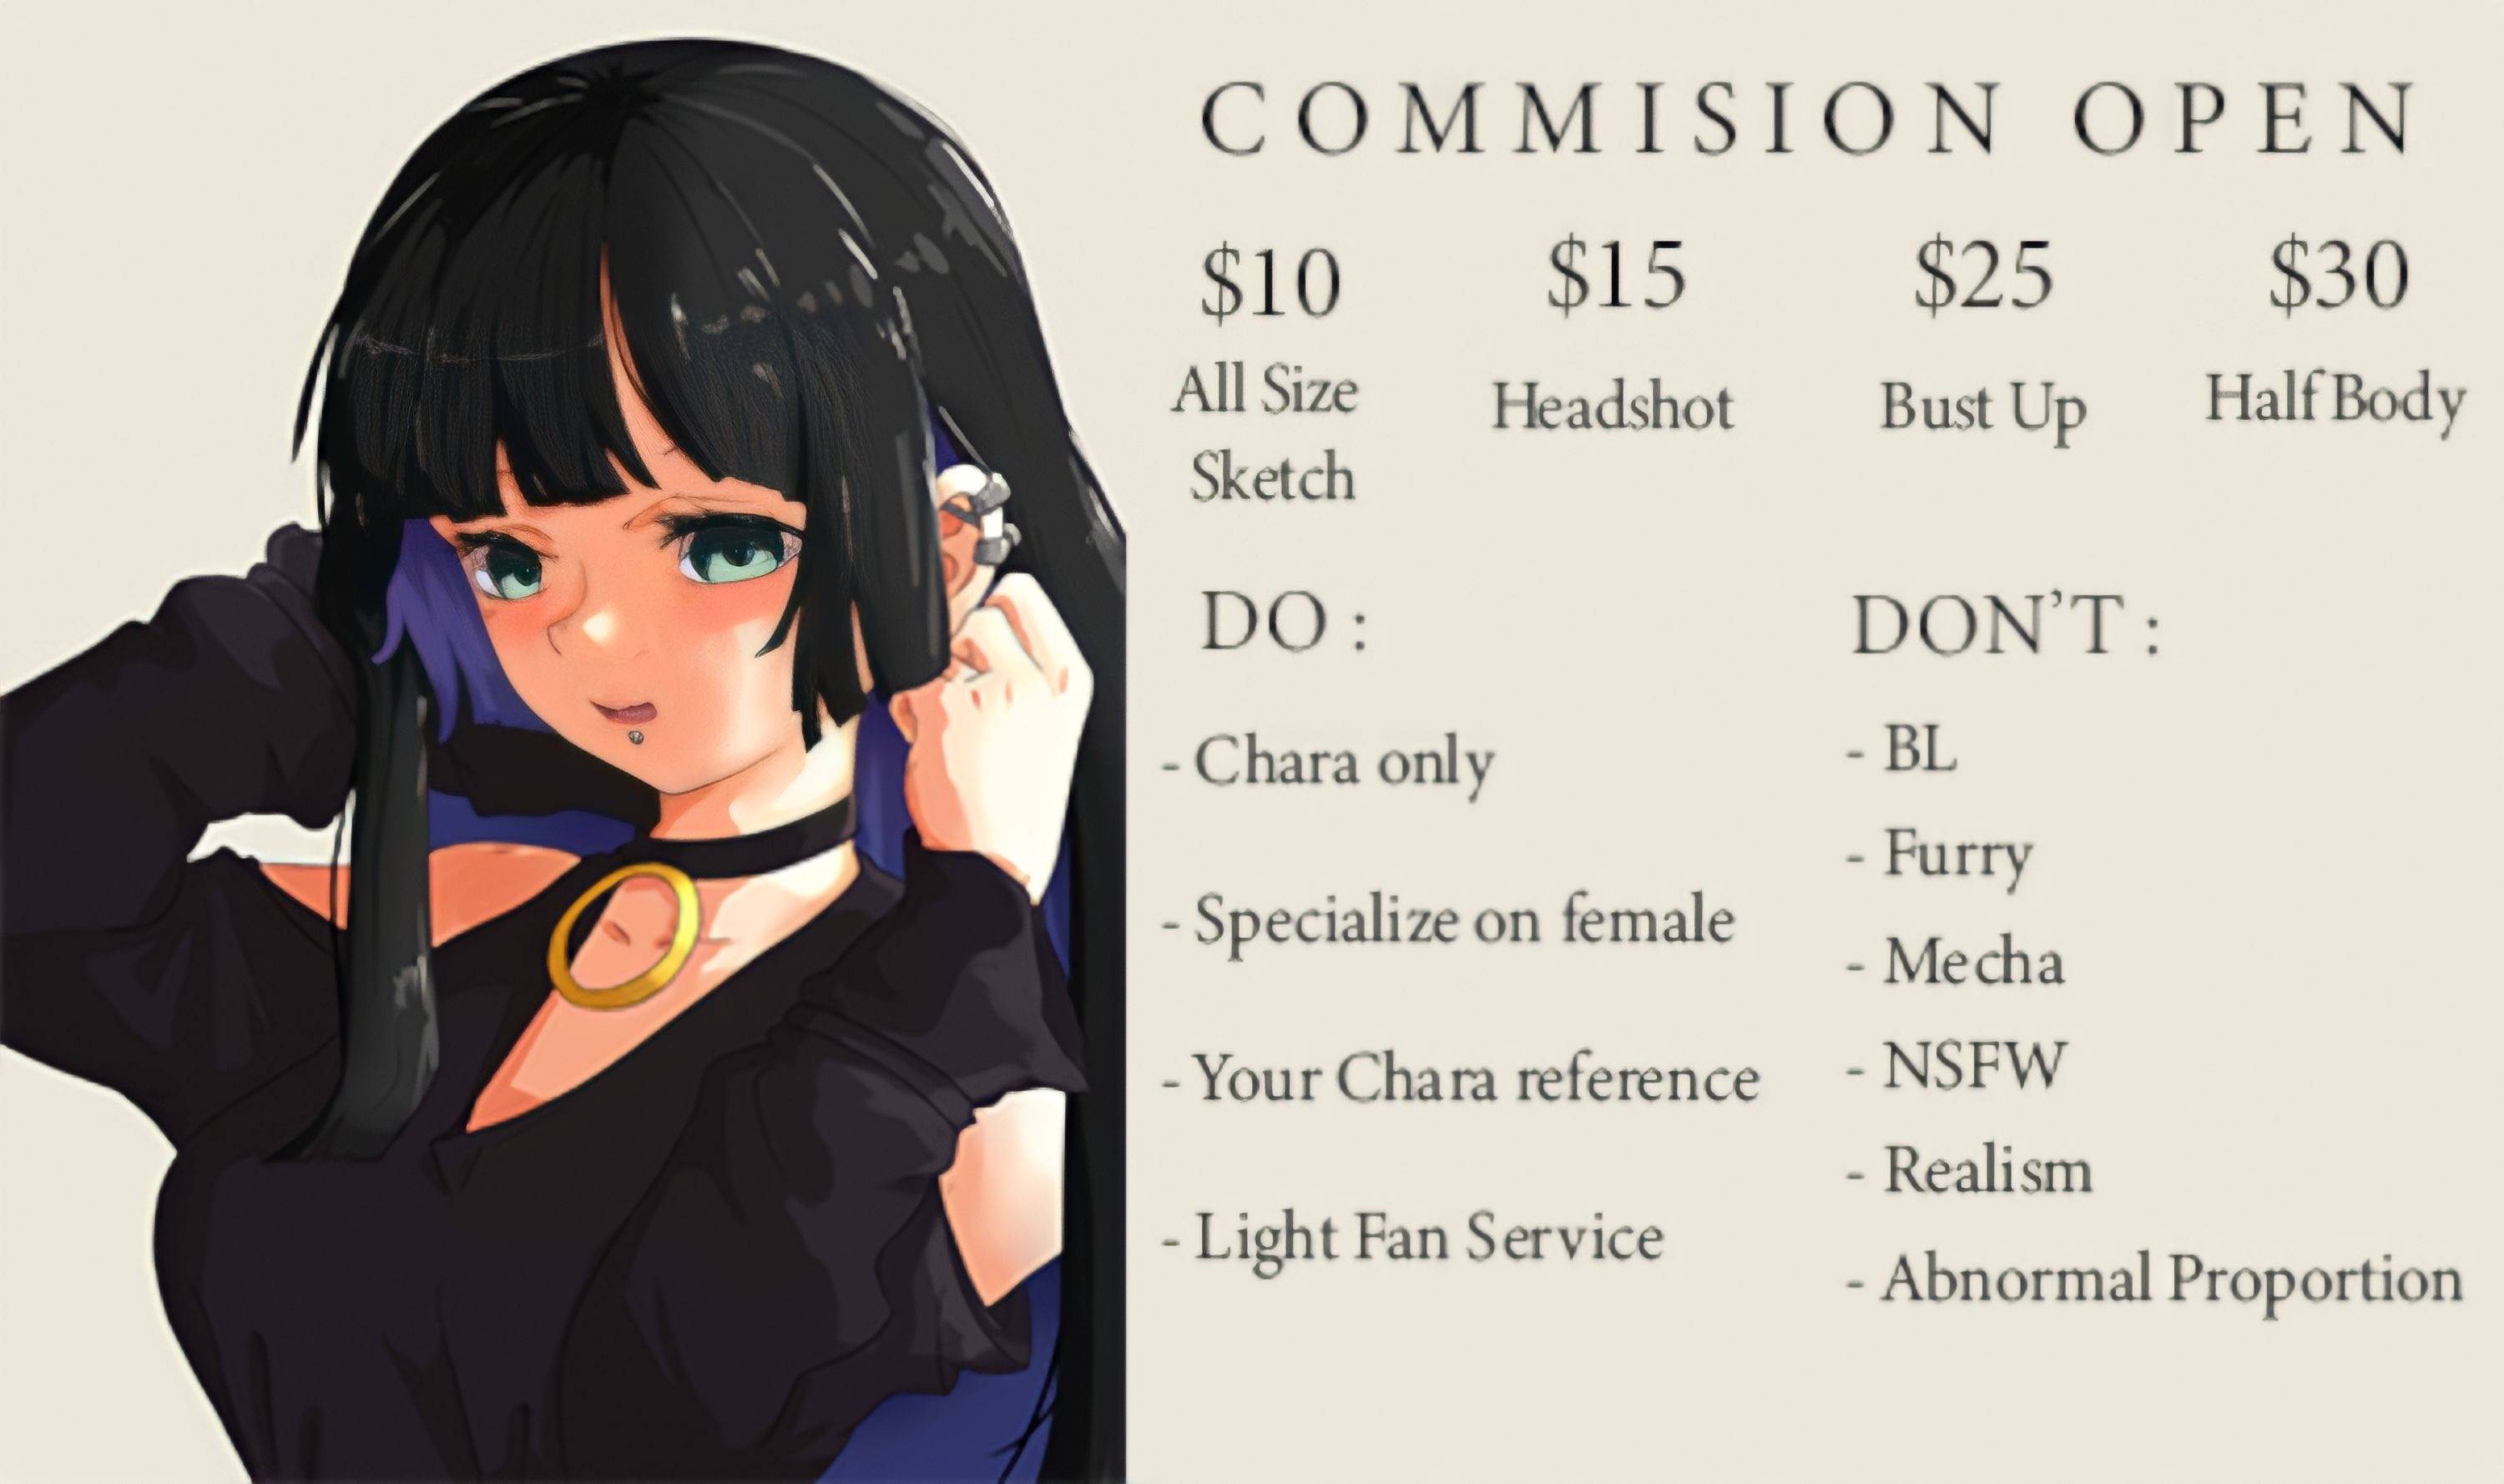 COMMISION OPEN
$10 $15 $25 $30
All Size Headshot Bust Up Half Body
Sketch
DO :
- Chara only
- Specialize on female
- Your Chara reference
- Light Fan Service
DON'T :
- BL
- Furry
- Mecha
- NSFW
- Realism
- Abnormal Proportion